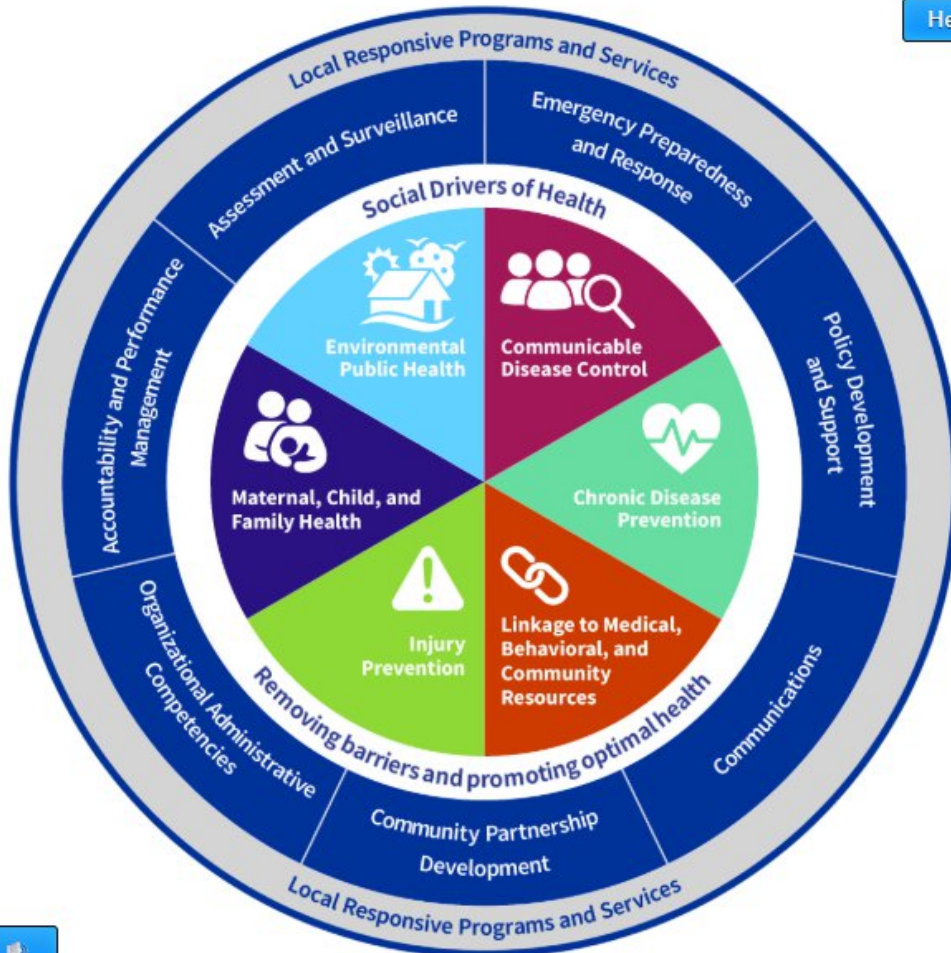 He
Local Responsive Programs and Services
Assessment and Surveillance
Emergency Preparedness
and Response
Policy Development
and Support
Communications
Community Partnership
Development
Organizational Administrative
Competencies
Accountability and Performance
Management
Social Drivers of Health
Environmental
Public Health
Communicable
Disease Control
Chronic Disease
Prevention
Linkage to Medical,
Behavioral, and
Community
Resources
Injury
Prevention
Maternal, Child, and
Family Health
Removing barriers and promoting optimal health
Local Responsive Programs and Services